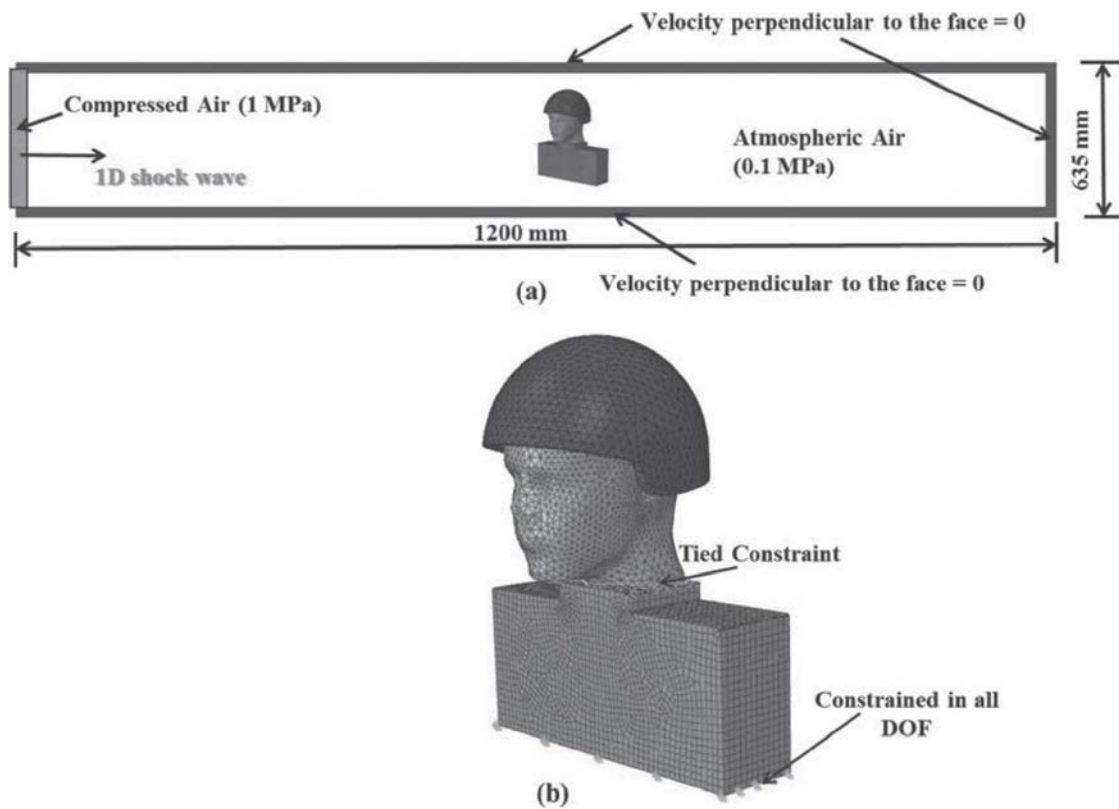 Velocity perpendicular to the face = 0
Compressed Air (1 MPa)
1D shock wave
Atmospheric Air
(0.1 MPa)
635 mm
1200 mm
Velocity perpendicular to the face = 0
(a)
Tied Constraint
Constrained in all
DOF
(b)